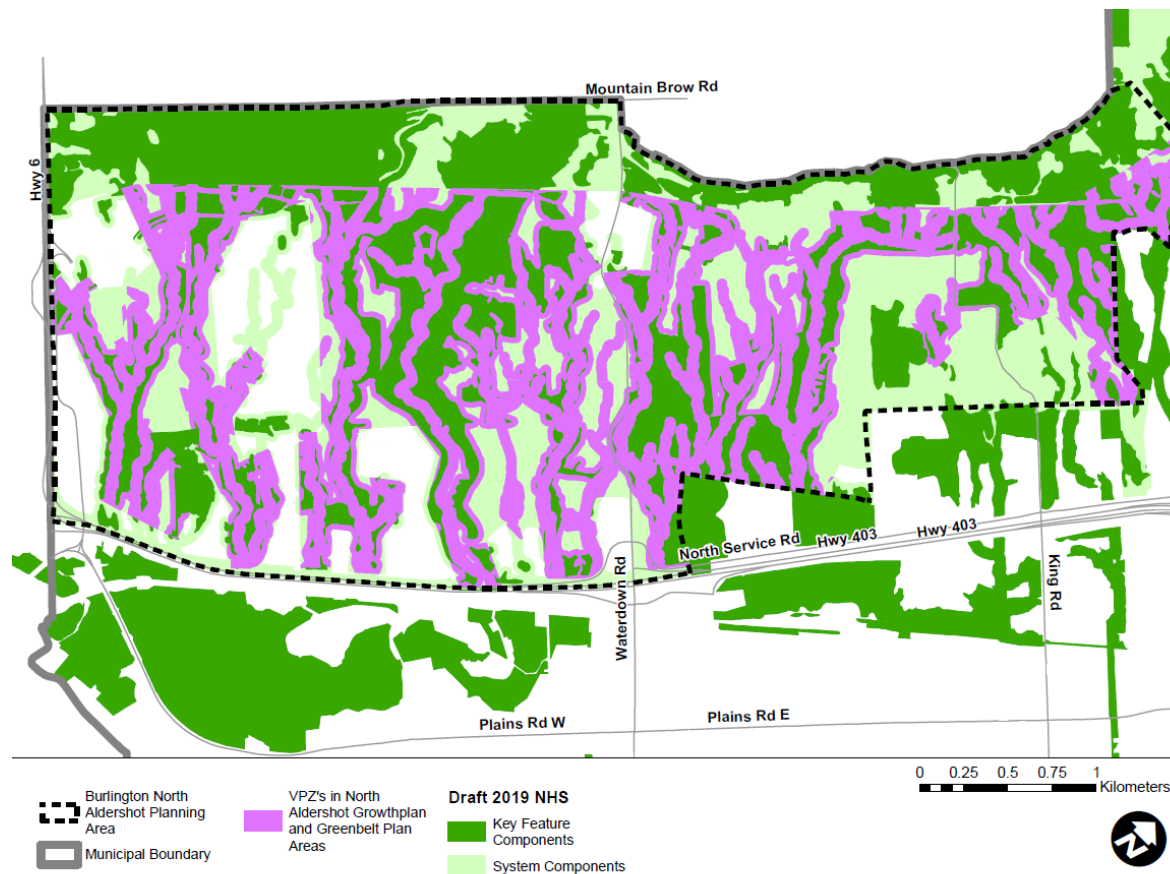 Mountain Brow Rd
Hwy 6
North Service Rd
Hwy 403
Hwy 403
Waterdown Rd
King Rd
Plains Rd W
Plains Rd E
0 0.25 0.5 0.75 1
Kilometers
Burlington North
Aldershot Planning
Area
Municipal Boundary
VPZ's in North
Aldershot Growthplan
and Greenbelt Plan
Areas
Draft 2019 NHS
Key Feature
Components
System Components
N